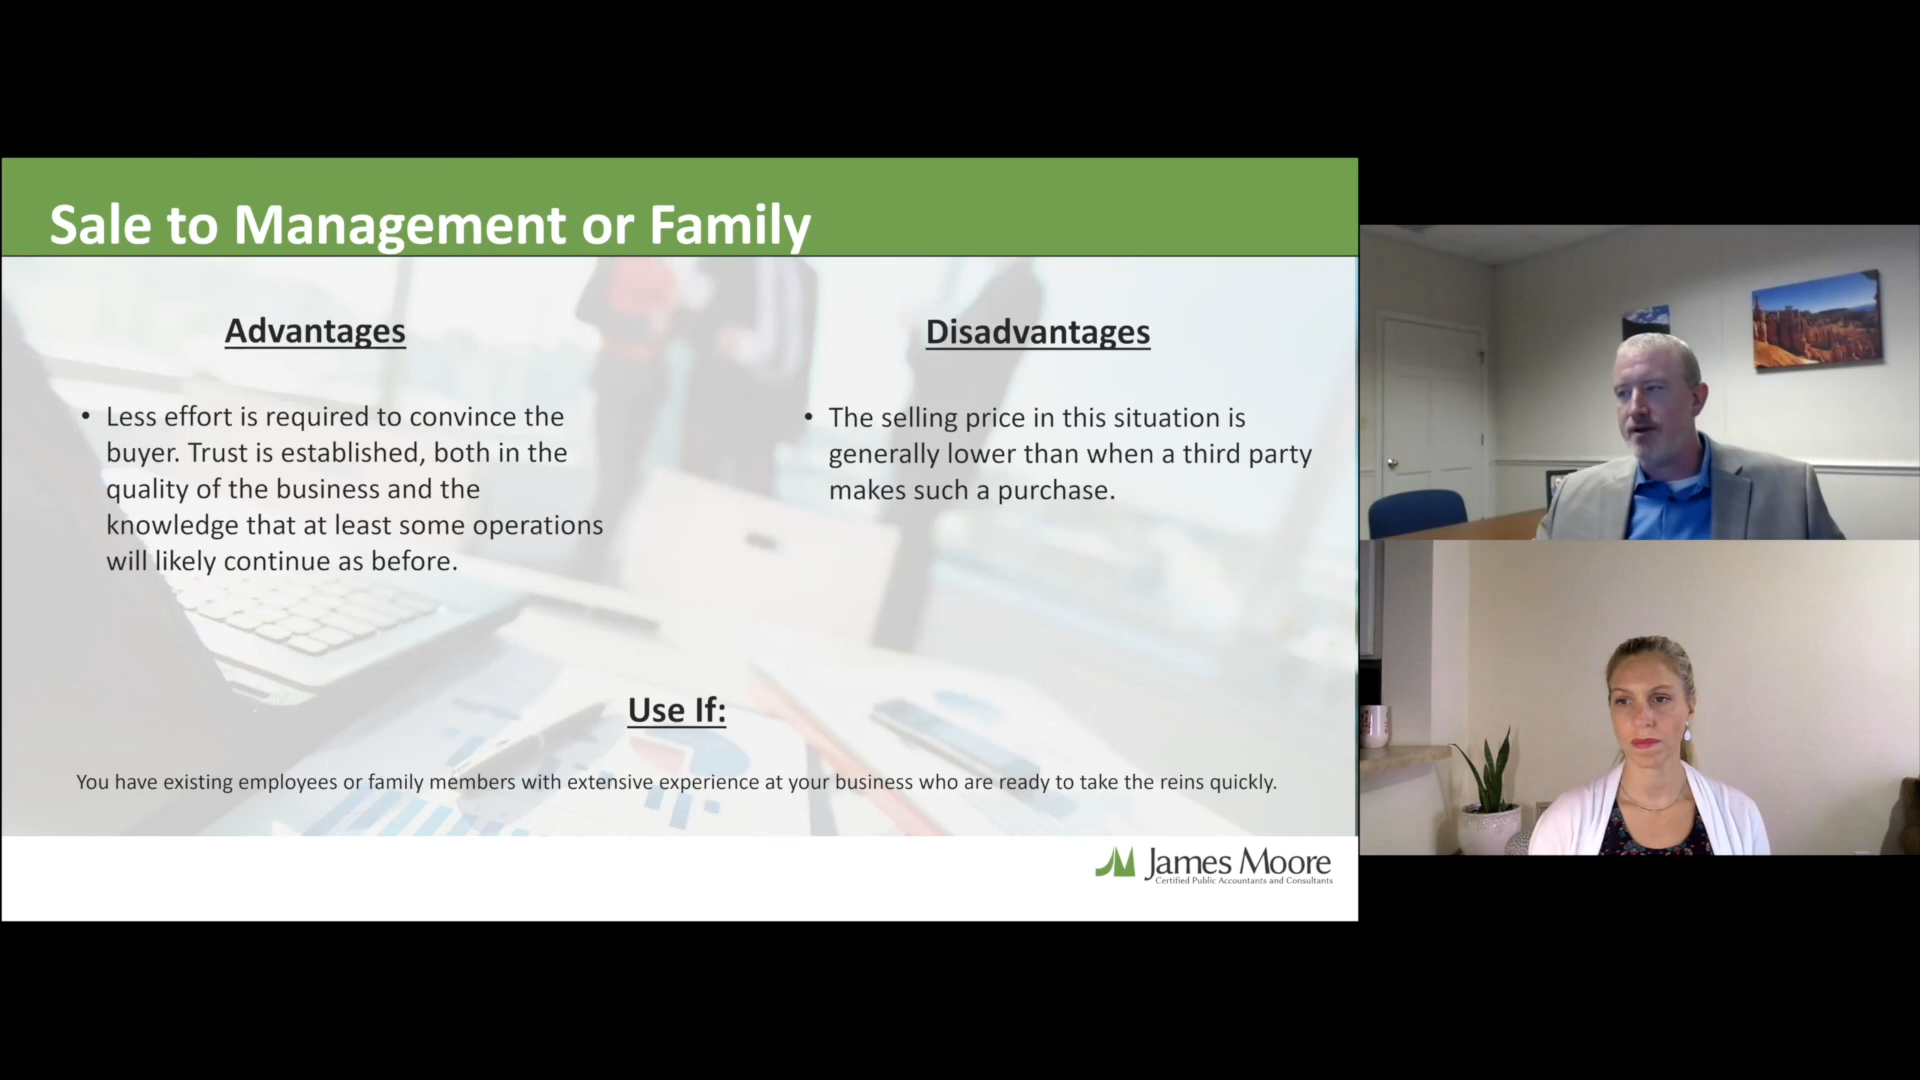 Sale to Management or Family
Advantages
• Less effort is required to convince the
buyer. Trust is established, both in the
quality of the business and the
knowledge that at least some operations
will likely continue as before.
Disadvantages
• The selling price in this situation is
generally lower than when a third party
makes such a purchase.
Use If:
You have existing employees or family members with extensive experience at your business who are ready to take the reins quickly.
James Moore
Certified Public Accountants and Consultants